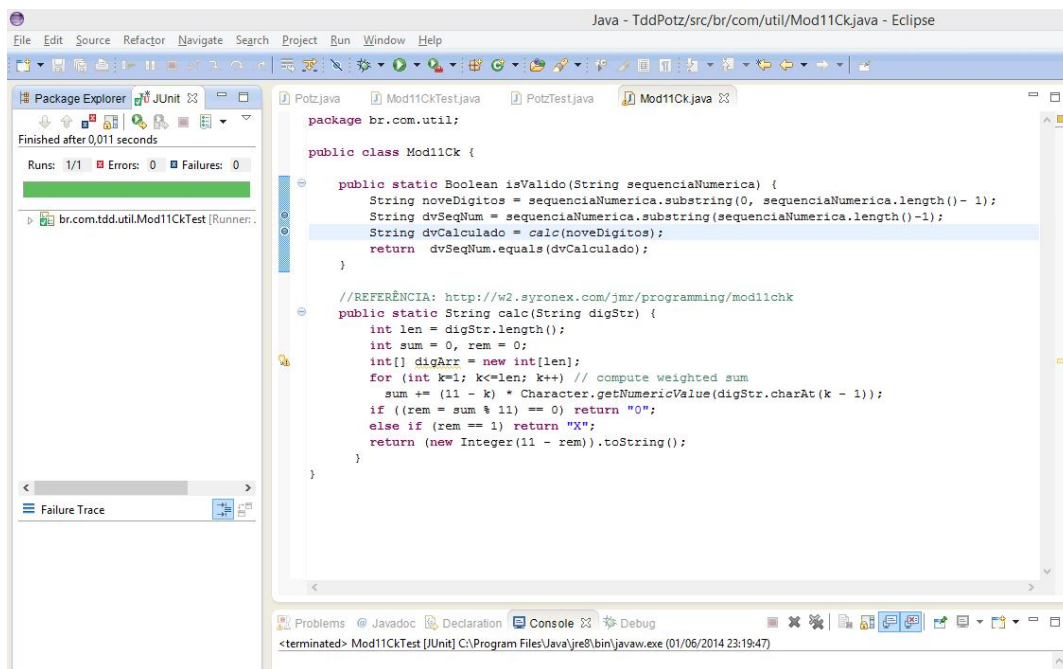 Java - TddPotz/src/br/com/util/Mod11Ck.java - Eclipse
File Edit Source Refactor Navigate Search Project Run Window Help
Package Explorer JUnit
Finished after 0,011 seconds
Runs: 1/1 Errors: 0 Failures: 0
br.com.tdd.util.Mod11CkTest [Runner: .
Failure Trace
Potz.java Mod11CkTest.java PotzTest.java Mod11Ck.java
package br.com.util;
public class Mod11Ck {
public static Boolean isValido(String sequenciaNumerica) {
String noveDigitos = sequenciaNumerica.substring(0, sequenciaNumerica.length()- 1);
String dvSeqNum = sequenciaNumerica.substring(sequenciaNumerica.length()-1);
String dvCalculado = calc(noveDigitos);
return dvSeqNum.equals(dvCalculado);
}
//REFERÊNCIA: http://w2.syronex.com/jmr/programming/mod11chk
public static String calc(String digStr) {
int len = digStr.length();
int sum = 0, rem = 0;
int[] digArr = new int[len];
for (int k=1; k<=len; k++) // compute weighted sum
sum += (11 - k) * Character.getNumericValue(digStr.charAt(k - 1));
if ((rem = sum % 11) == 0) return "0";
else if (rem == 1) return "X";
return (new Integer(11 - rem)).toString();
}
}
Problems Javadoc Declaration Console Debug
<terminated> Mod11CkTest [JUnit] C:\Program Files\Java\jre8\bin\javaw.exe (01/06/2014 23:19:47)